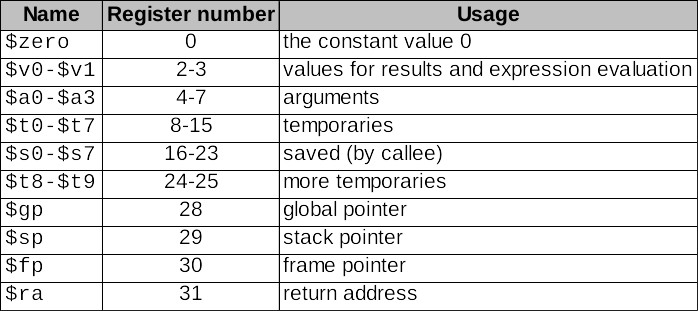 Name Register number Usage
$zero 0 the constant value 0
$v0-$v1 2-3 values for results and expression evaluation
$a0-$a3 4-7 arguments
$t0-$t7 8-15 temporaries
$s0-$s7 16-23 saved (by callee)
$t8-$t9 24-25 more temporaries
$gp 28 global pointer
$sp 29 stack pointer
$fp 30 frame pointer
$ra 31 return address